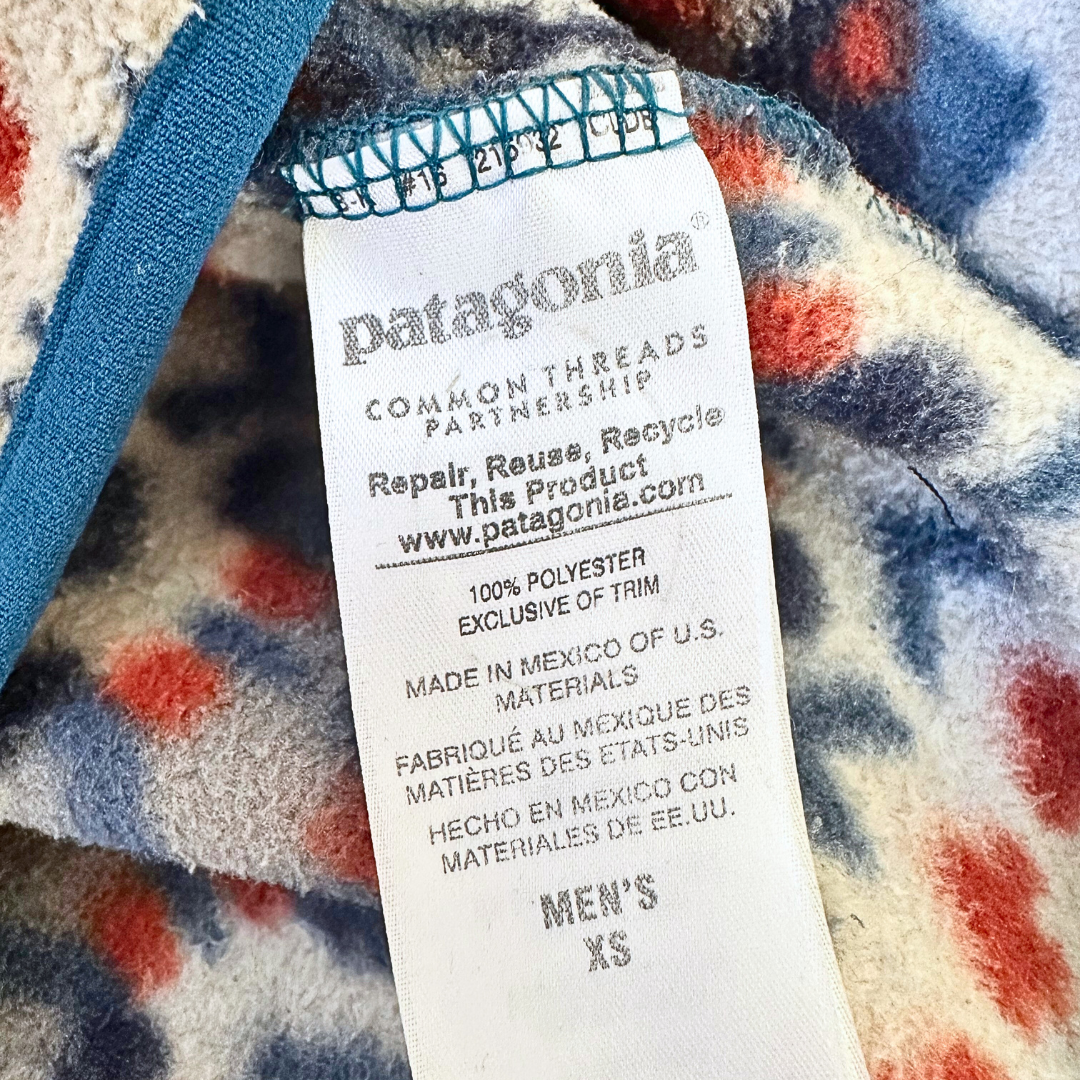 #16
patagonia®
COMMON THREADS
PARTNERSHIP
Repair, Reuse, Recycle
This Product
www.patagonia.com
100% POLYESTER
EXCLUSIVE OF TRIM
MADE IN MEXICO OF U.S.
MATERIALS
FABRIQUÉ AU MEXIQUE DES
MATIÈRES DES ETATS-UNIS
HECHO EN MEXICO CON
MATERIALES DE EE.UU.
MEN'S
XS